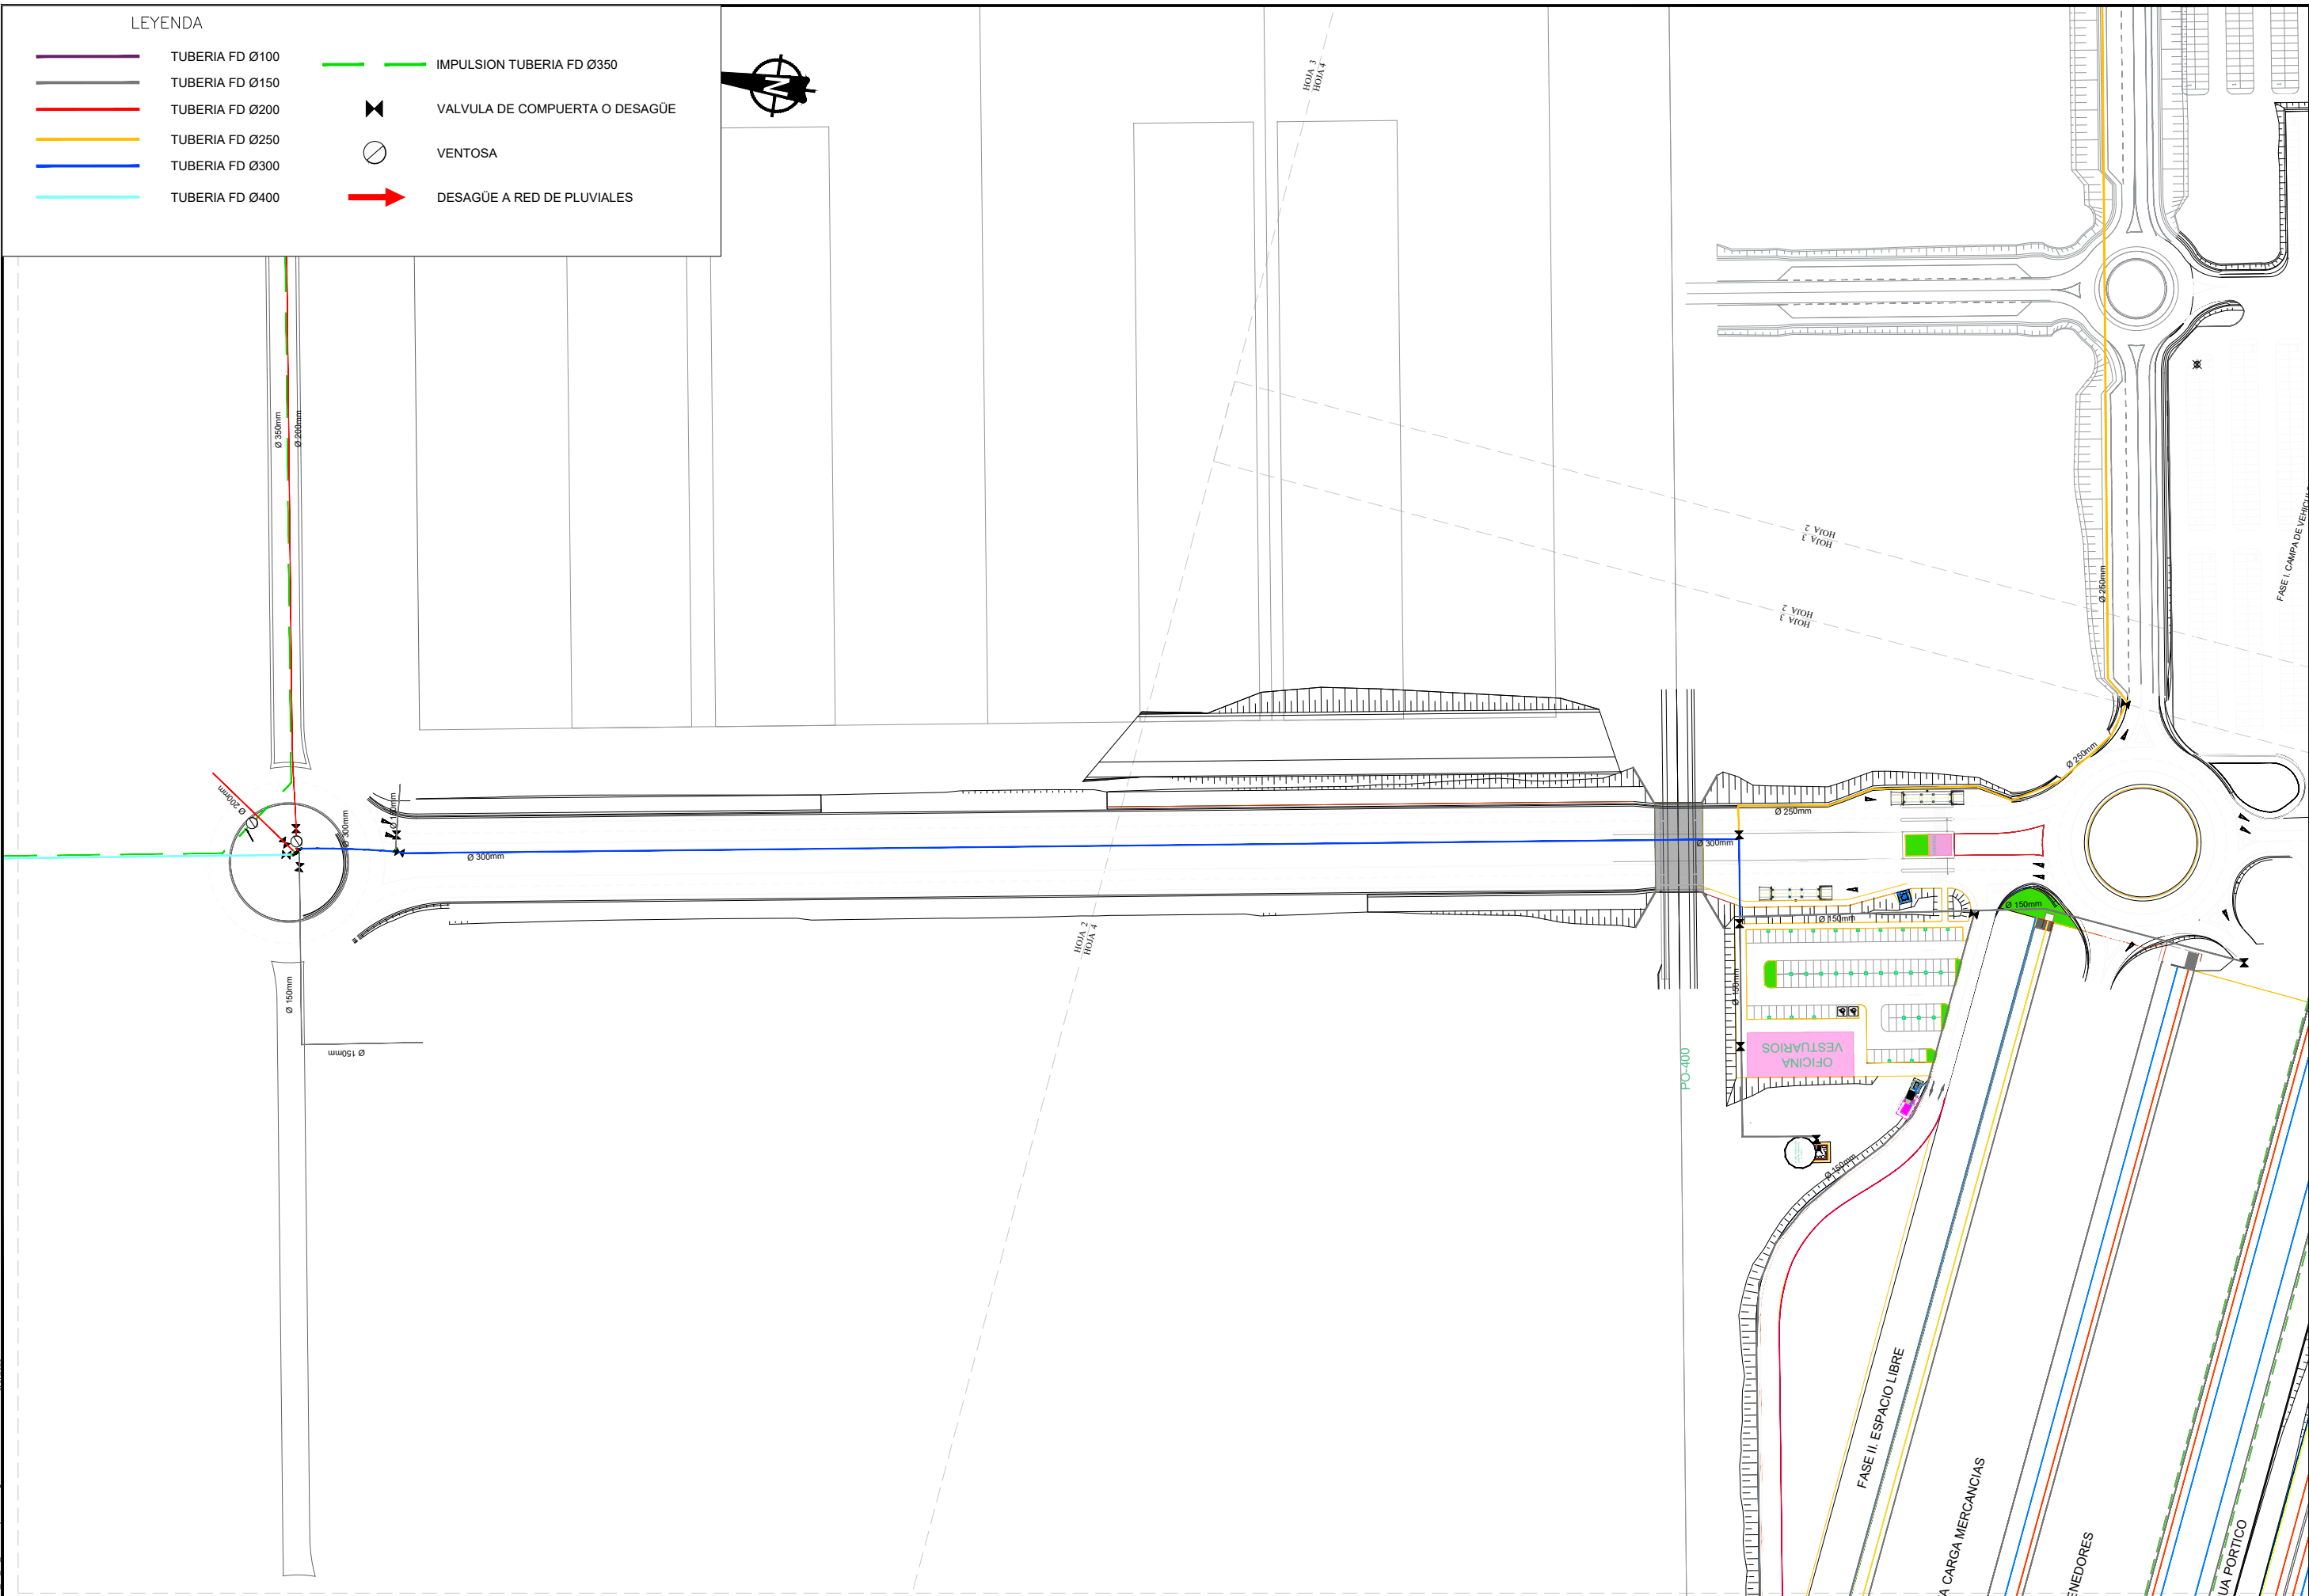 LEYENDA
TUBERIA FD Ø100
TUBERIA FD Ø150
TUBERIA FD Ø200
TUBERIA FD Ø250
TUBERIA FD Ø300
TUBERIA FD Ø400
IMPULSION TUBERIA FD Ø350
VALVULA DE COMPUERTA O DESAGÜE
VENTOSA
DESAGÜE A RED DE PLUVIALES
N
HOJA 3
HOJA 4
Ø 350mm
Ø 200mm
HOJA 2
HOJA 3
HOJA 2
HOJA 3
Ø 250mm
FASE I. CAMPA DE VEHICULO
Ø 250mm
Ø 200mm
Ø 300mm
Ø 150mm
Ø 300mm
Ø 250mm
Ø 300mm
Ø 150mm
Ø 150mm
HOJA 2
HOJA 4
Ø 150mm
Ø 150mm
Ø 150mm
OFICINA
VESTUARIOS
PO-400
Ø 150mm
FASE II. ESPACIO LIBRE
A CARGA MERCANCIAS
ENEDORES
UA PORTICO